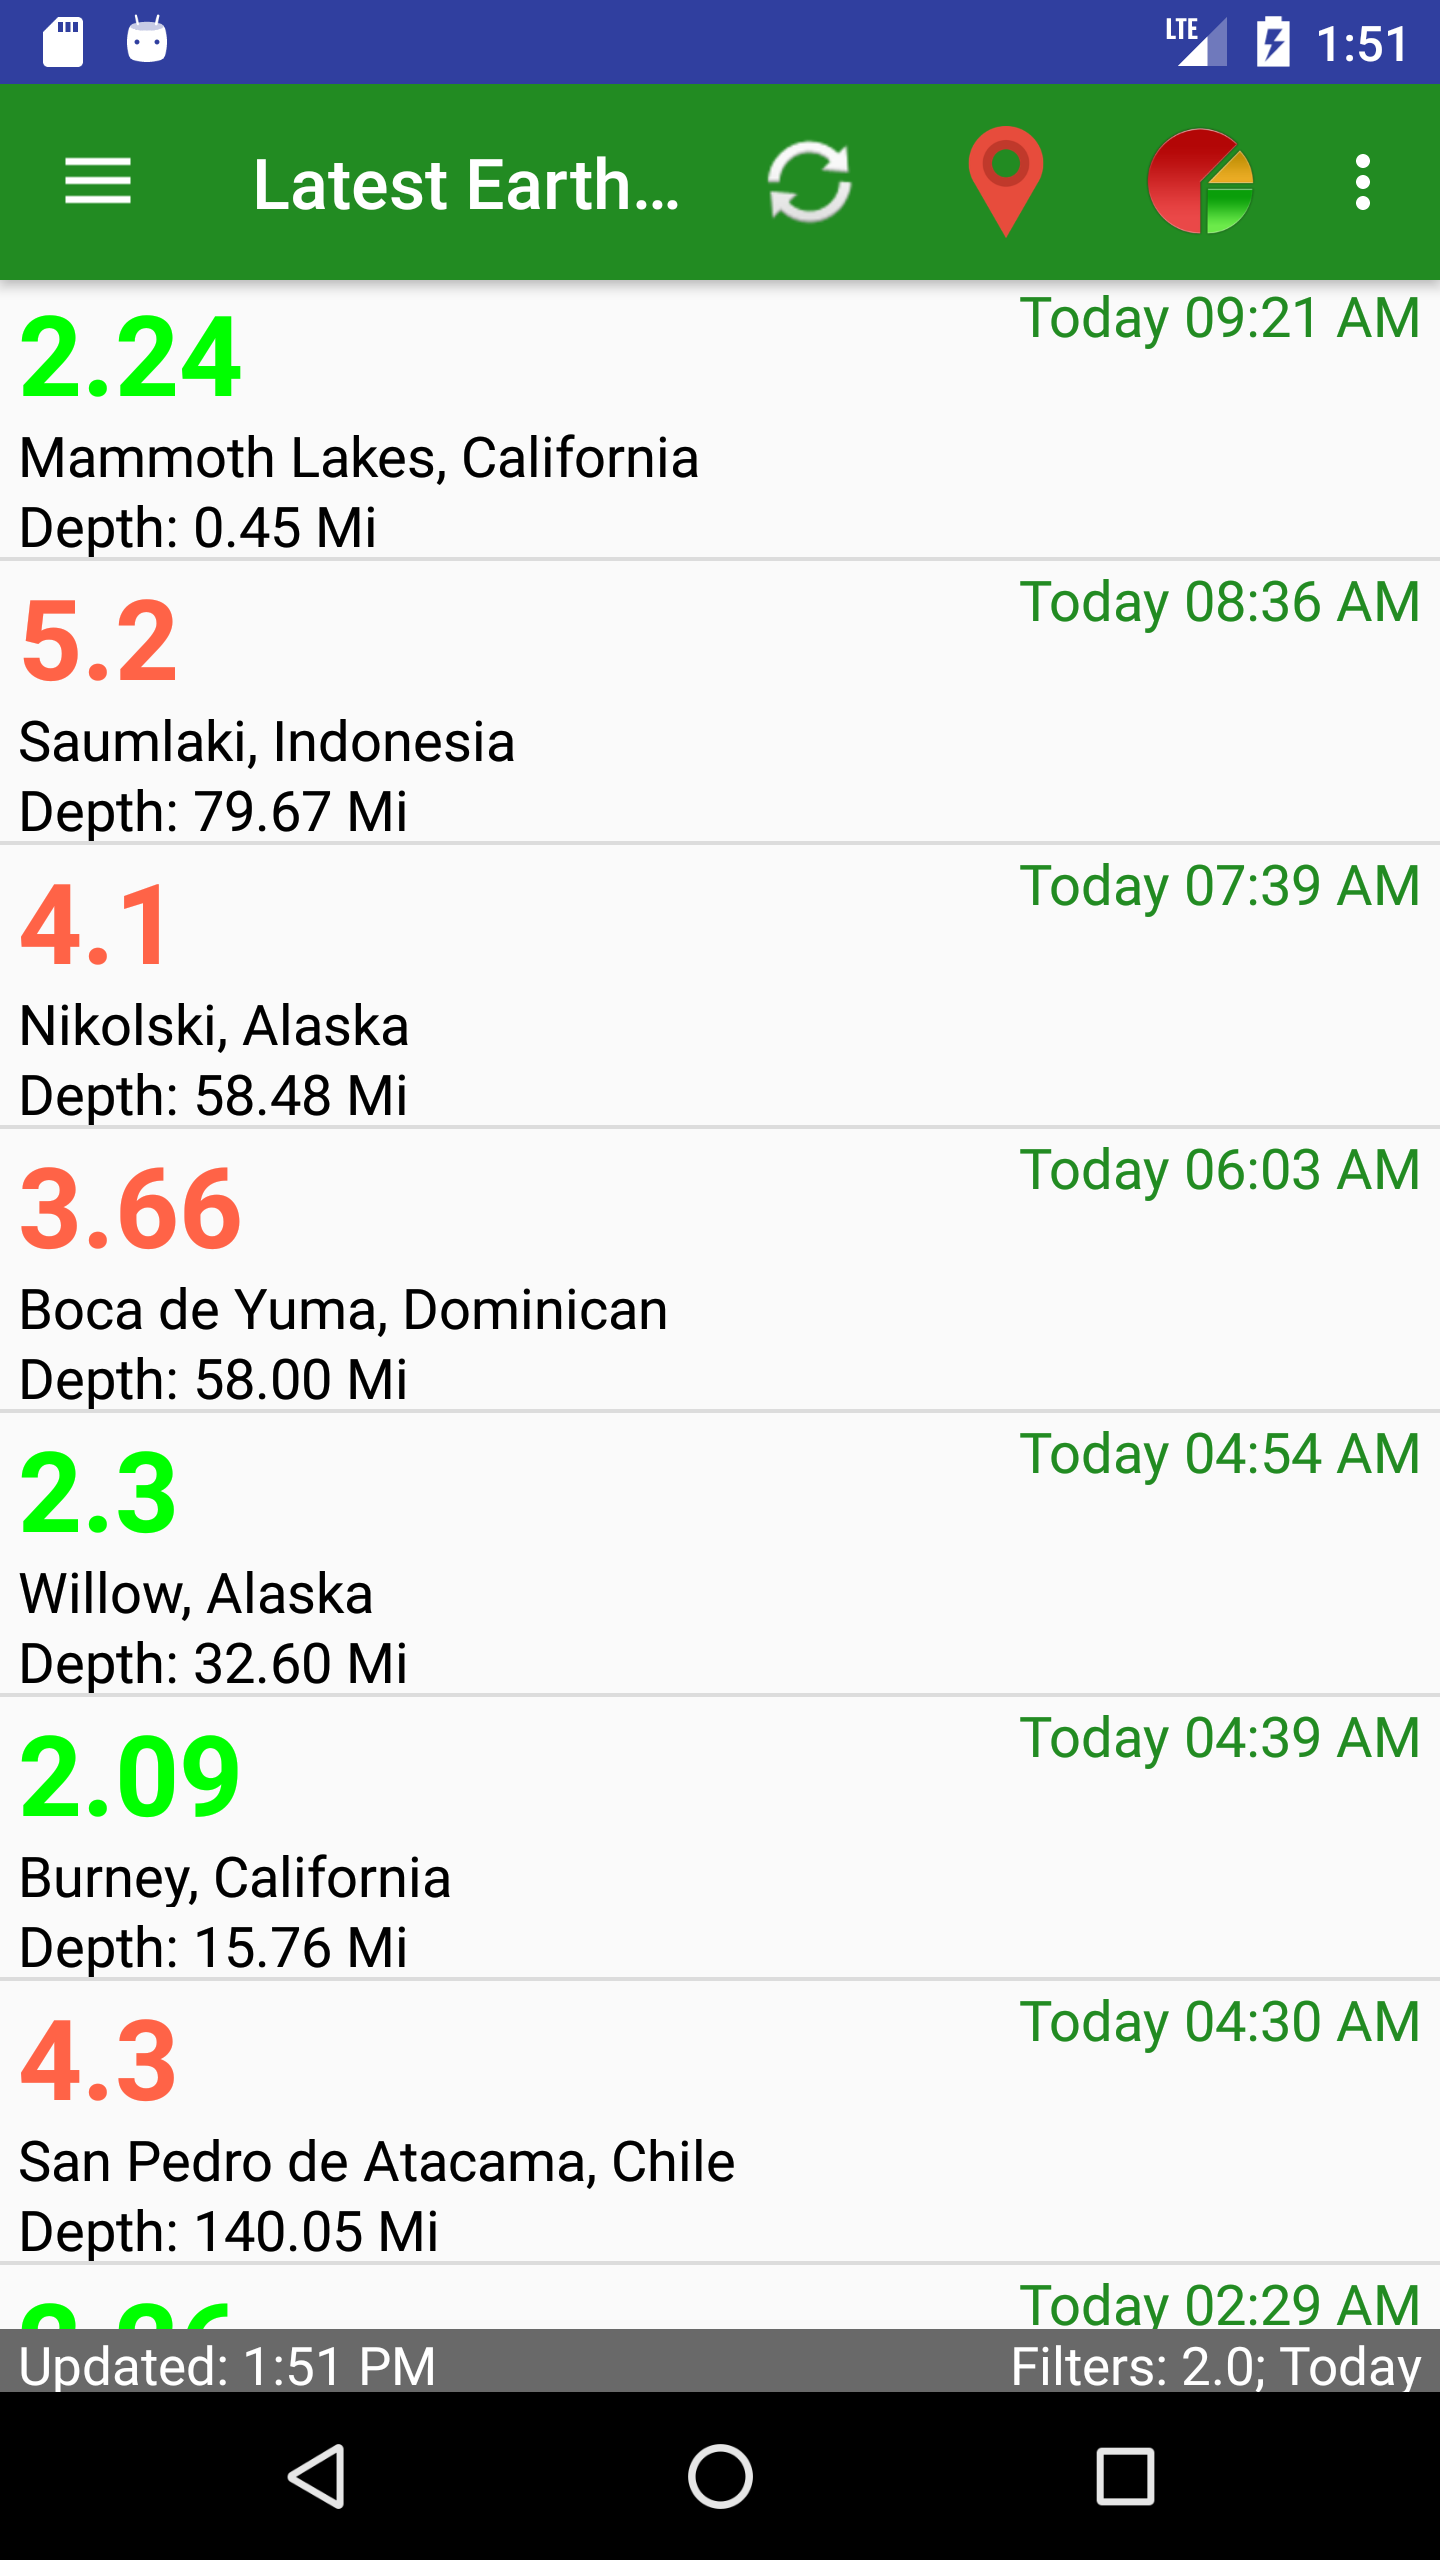 LTE 1:51
Latest Earth...
2.24 Today 09:21 AM
Mammoth Lakes, California
Depth: 0.45 Mi
5.2 Today 08:36 AM
Saumlaki, Indonesia
Depth: 79.67 Mi
4.1 Today 07:39 AM
Nikolski, Alaska
Depth: 58.48 Mi
3.66 Today 06:03 AM
Boca de Yuma, Dominican
Depth: 58.00 Mi
2.3 Today 04:54 AM
Willow, Alaska
Depth: 32.60 Mi
2.09 Today 04:39 AM
Burney, California
Depth: 15.76 Mi
4.3 Today 04:30 AM
San Pedro de Atacama, Chile
Depth: 140.05 Mi
Today 02:29 AM
Updated: 1:51 PM Filters: 2.0; Today